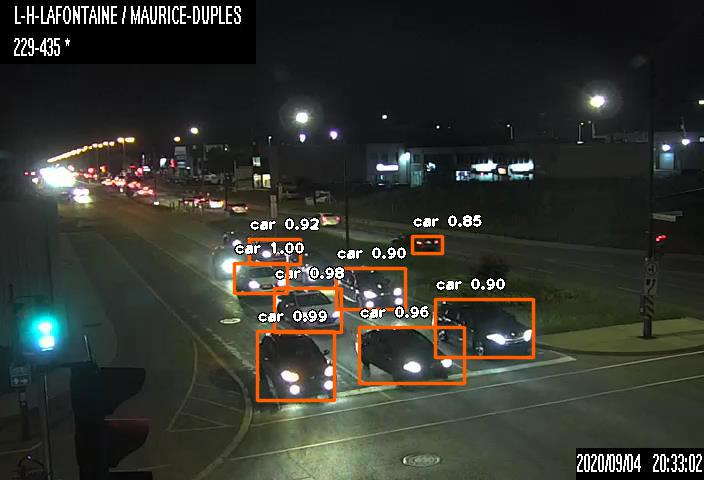 L-H-LAFONTAINE / MAURICE-DUPLES
229-435 *
car 0.92
car 0.85
car 1.00
car 0.90
car 0.98
car 0.90
car 0.99
car 0.96
2020/09/04 20:33:02